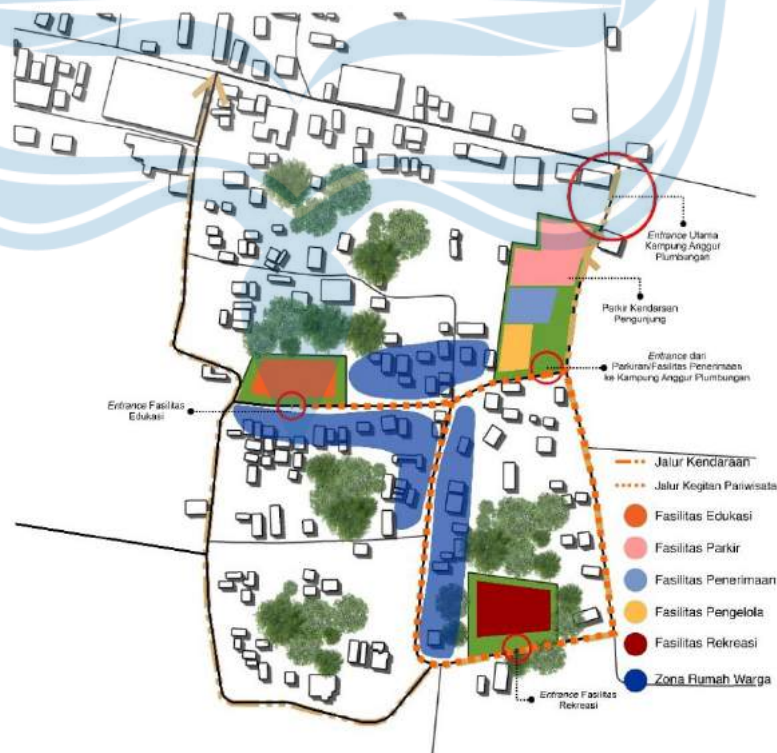 Entrance Utama
Kampung Anggur
Plumbungan
Parkir Kendaraan
Pengunjung
Entrance dari
Parkiran/Fasilitas Penerimaan
ke Kampung Anggur Plumbungan
Entrance Fasilitas
Edukasi
Jalur Kendaraan
Jalur Kegitan Pariwisata
Fasilitas Edukasi
Fasilitas Parkir
Fasilitas Penerimaan
Fasilitas Pengelola
Fasilitas Rekreasi
Zona Rumah Warga
Entrance Fasilitas
Rekreasi